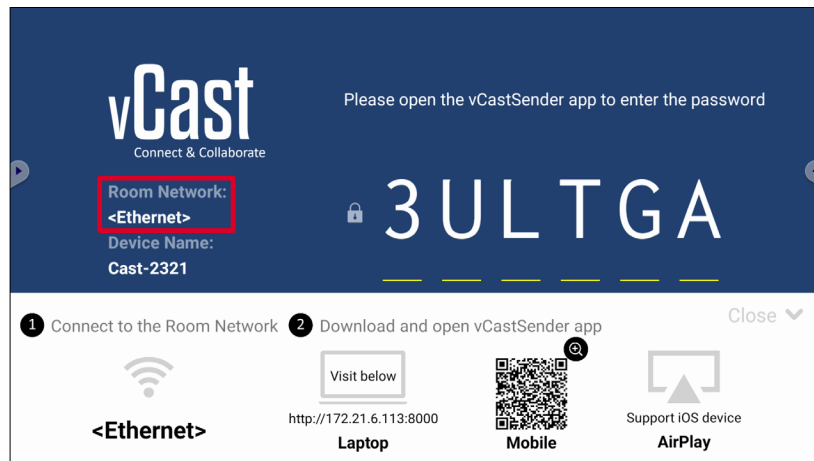 vCast
Connect & Collaborate
Please open the vCastSender app to enter the password
Room Network:
<Ethernet>
Device Name:
Cast-2321
3ULTGA
1 Connect to the Room Network
2 Download and open vCastSender app
Close
<Ethernet>
Visit below
http://172.21.6.113:8000
Laptop
Mobile
Support iOS device
AirPlay